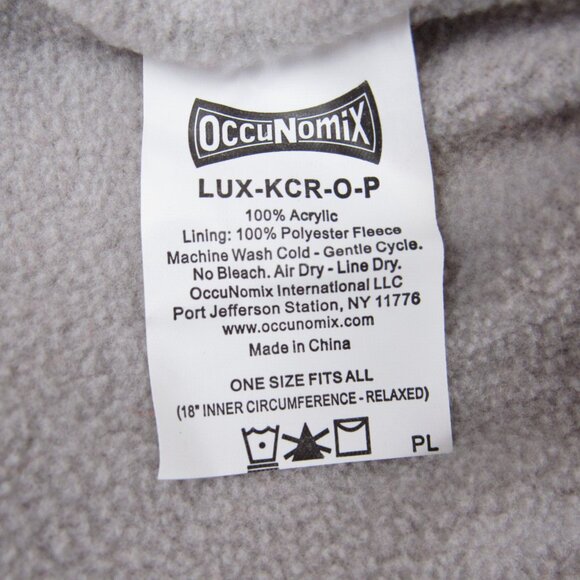 OCCUNOMIX
LUX-KCR-O-P
100% Acrylic
Lining: 100% Polyester Fleece
Machine Wash Cold - Gentle Cycle.
No Bleach. Air Dry - Line Dry.
OccuNomix International LLC
Port Jefferson Station, NY 11776
www.occunomix.com
Made in China
ONE SIZE FITS ALL
(18" INNER CIRCUMFERENCE - RELAXED)
PL